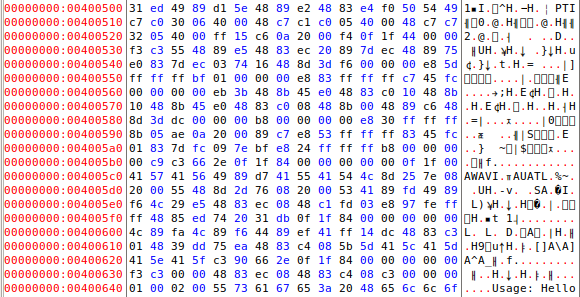 00000000:00400500 31 ed 49 89 d1 5e 48 89 e2 48 83 e4 f0 50 54 49
00000000:00400510 c7 c0 30 06 40 00 48 c7 c1 c0 05 40 00 48 c7 c7
00000000:00400520 32 05 40 00 ff 15 c6 0a 20 00 f4 0f 1f 44 00 00
00000000:00400530 f3 c3 55 48 89 e5 48 83 ec 20 89 7d ec 48 89 75
00000000:00400540 e0 83 7d ec 03 74 16 48 8d 3d f6 00 00 00 e8 5d
00000000:00400550 ff ff ff bf 01 00 00 00 e8 83 ff ff ff c7 45 fc
00000000:00400560 00 00 00 00 eb 3b 48 8b 45 e0 48 83 c0 10 48 8b
00000000:00400570 10 48 8b 45 e0 48 83 c0 08 48 8b 00 48 89 c6 48
00000000:00400580 8d 3d dc 00 00 00 b8 00 00 00 00 e8 30 ff ff ff
00000000:00400590 8b 05 ae 0a 20 00 89 c7 e8 53 ff ff ff 83 45 fc
00000000:004005a0 01 83 7d fc 09 7e bf e8 24 ff ff ff b8 00 00 00
00000000:004005b0 00 c9 c3 66 2e 0f 1f 84 00 00 00 00 00 0f 1f 00
00000000:004005c0 41 57 41 56 49 89 d7 41 55 41 54 4c 8d 25 7e 08
00000000:004005d0 20 00 55 48 8d 2d 76 08 20 00 53 41 89 fd 49 89
00000000:004005e0 f6 4c 29 e5 48 83 ec 08 48 c1 fd 03 e8 97 fe ff
00000000:004005f0 ff 48 85 ed 74 20 31 db 0f 1f 84 00 00 00 00 00
00000000:00400600 4c 89 fa 4c 89 f6 44 89 ef 41 ff 14 dc 48 83 c3
00000000:00400610 01 48 39 dd 75 ea 48 83 c4 08 5b 5d 41 5c 41 5d
00000000:00400620 41 5e 41 5f c3 90 66 2e 0f 1f 84 00 00 00 00 00
00000000:00400630 f3 c3 00 00 48 83 ec 08 48 83 c4 08 c3 00 00 00
00000000:00400640 01 00 02 00 55 73 61 67 65 3a 20 48 65 6c 6c 6f ....Usage: Hello